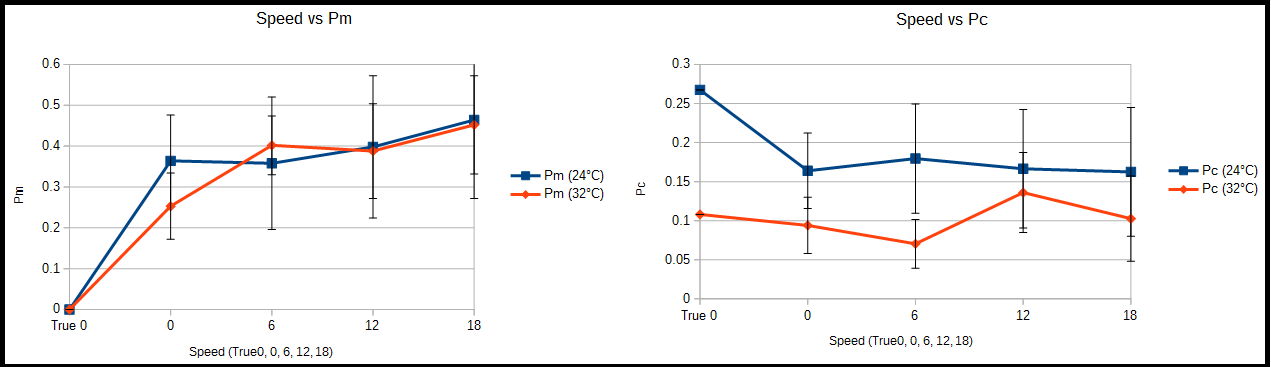 Speed vs Pm
0.6
0.5
0.4
0.3
0.2
0.1
0
Pm
True 0 0 6 12 18
Speed (True0, 0, 6, 12, 18)
Pm (24°C)
Pm (32°C)
Speed vs Pc
0.3
0.25
0.2
0.15
0.1
0.05
0
Pc
True 0 0 6 12 18
Speed (True0, 0, 6, 12, 18)
Pc (24°C)
Pc (32°C)